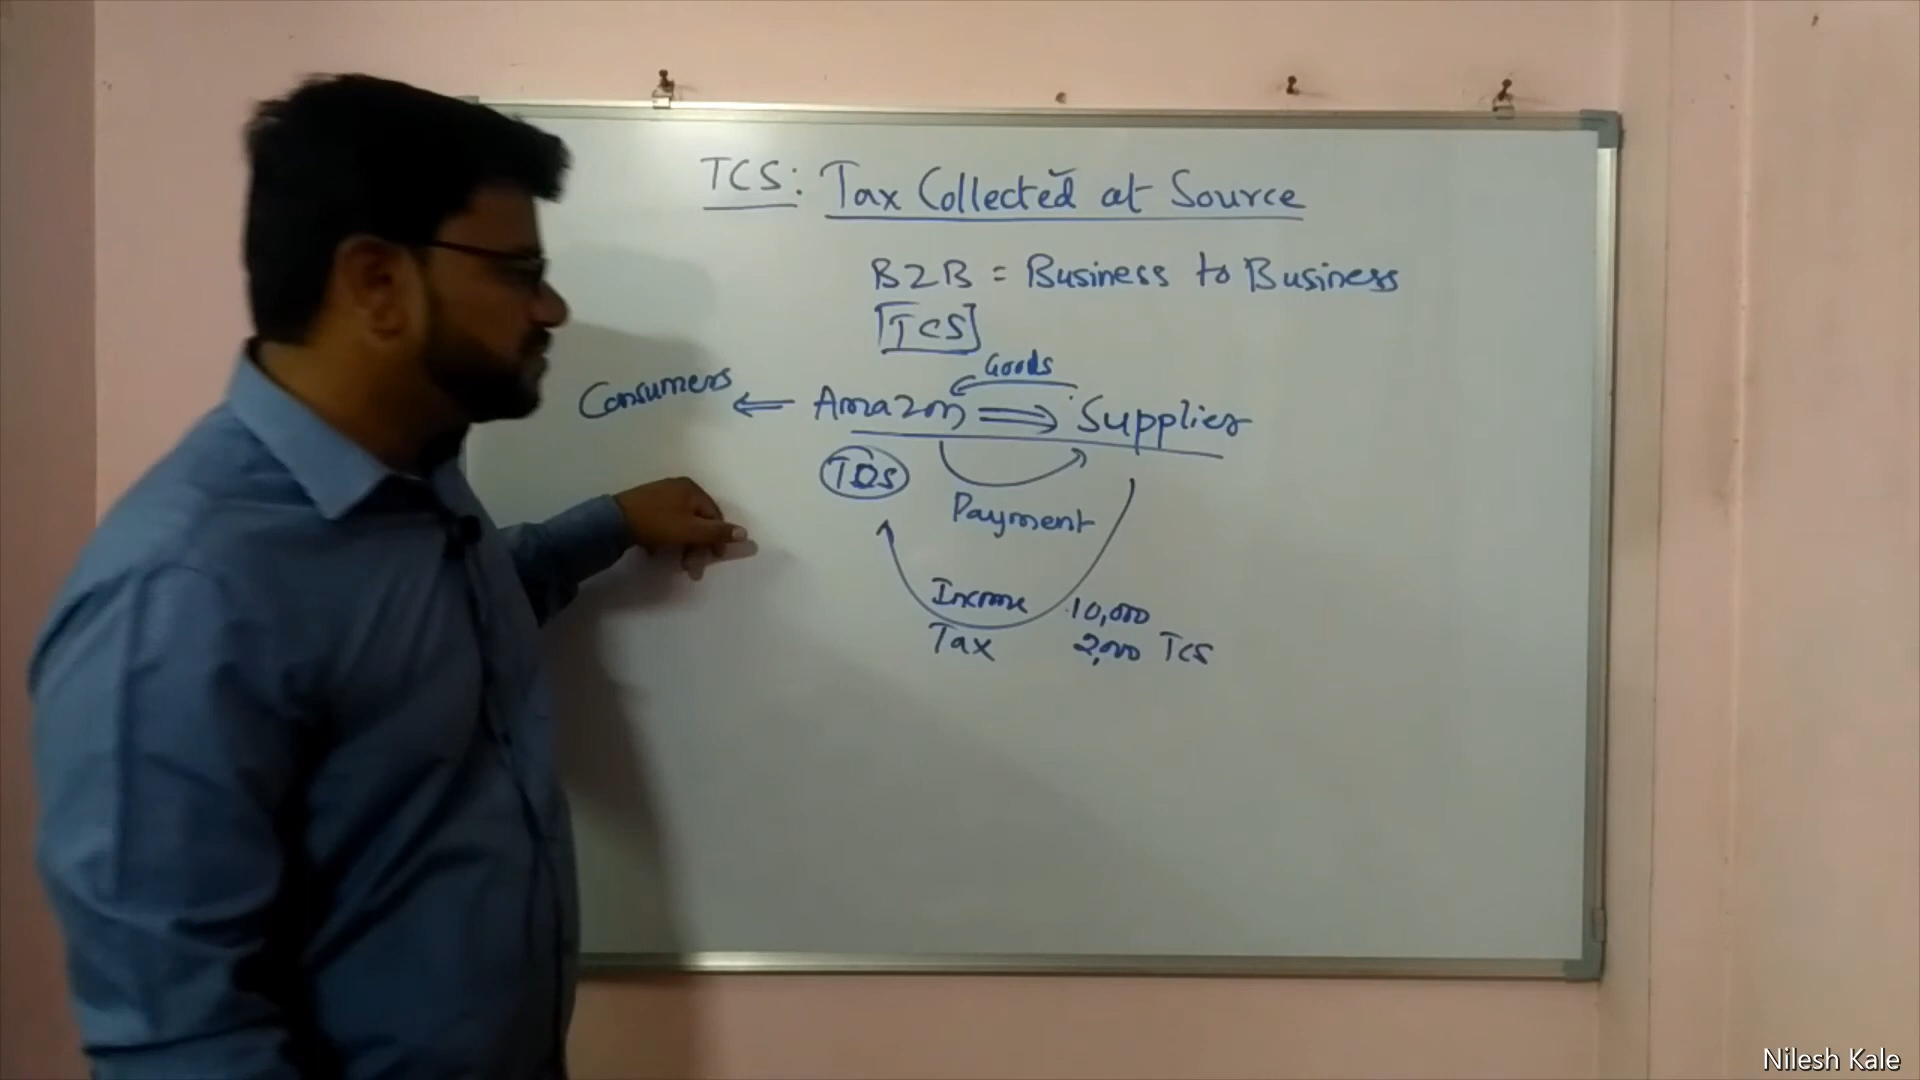 TCS: Tax Collected at Source
B2B = Business to Business
[TCS]
Goods
Consumers ⇐ Amazon ⇒ Supplier
TDS
Payment
Income 10,000
Tax 2,000 TCS
Nilesh Kale